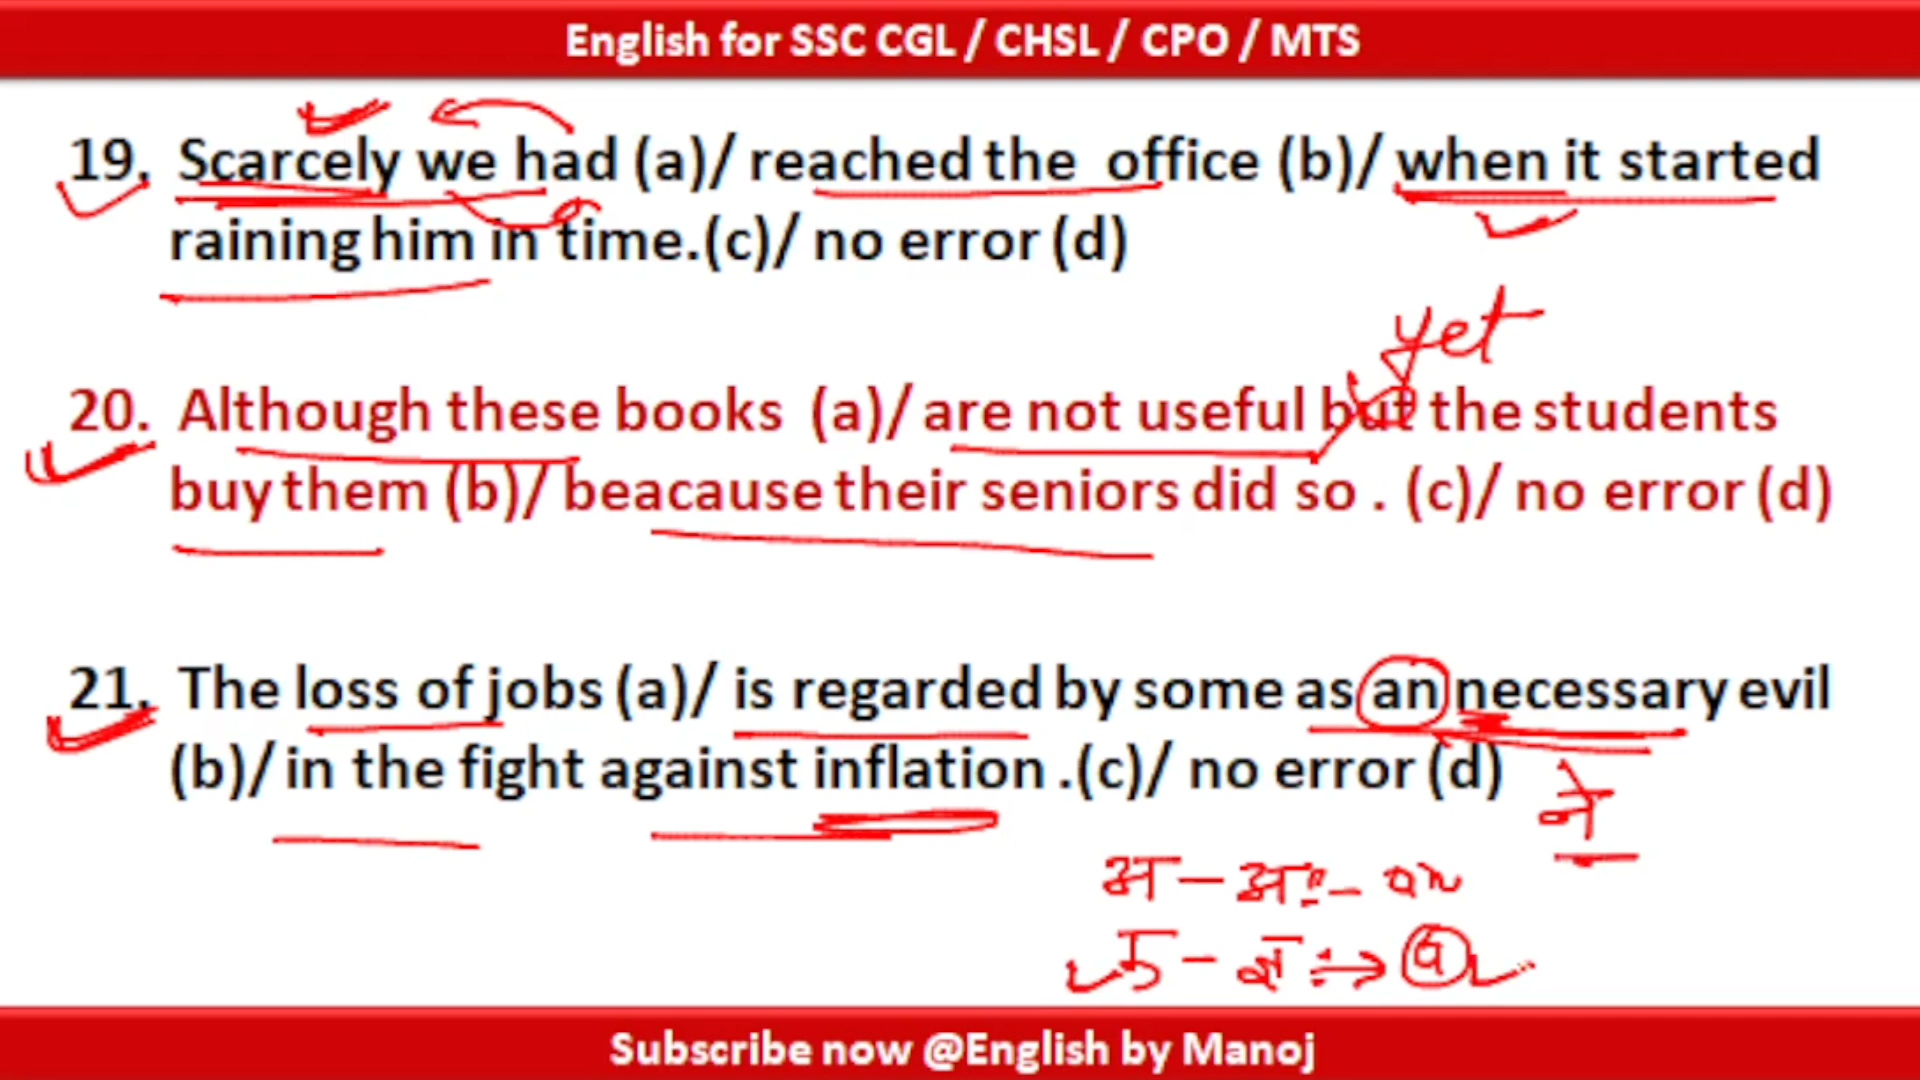 English for SSC CGL / CHSL / CPO / MTS
19. Scarcely we had (a)/ reached the office (b)/ when it started
raining him in time.(c)/ no error (d)
yet
20. Although these books (a)/ are not useful but the students
buy them (b)/ beacause their seniors did so . (c)/ no error (d)
21. The loss of jobs (a)/ is regarded by some as an necessary evil
(b)/ in the fight against inflation .(c)/ no error (d)
अ – अः – an
Subscribe now @English by Manoj